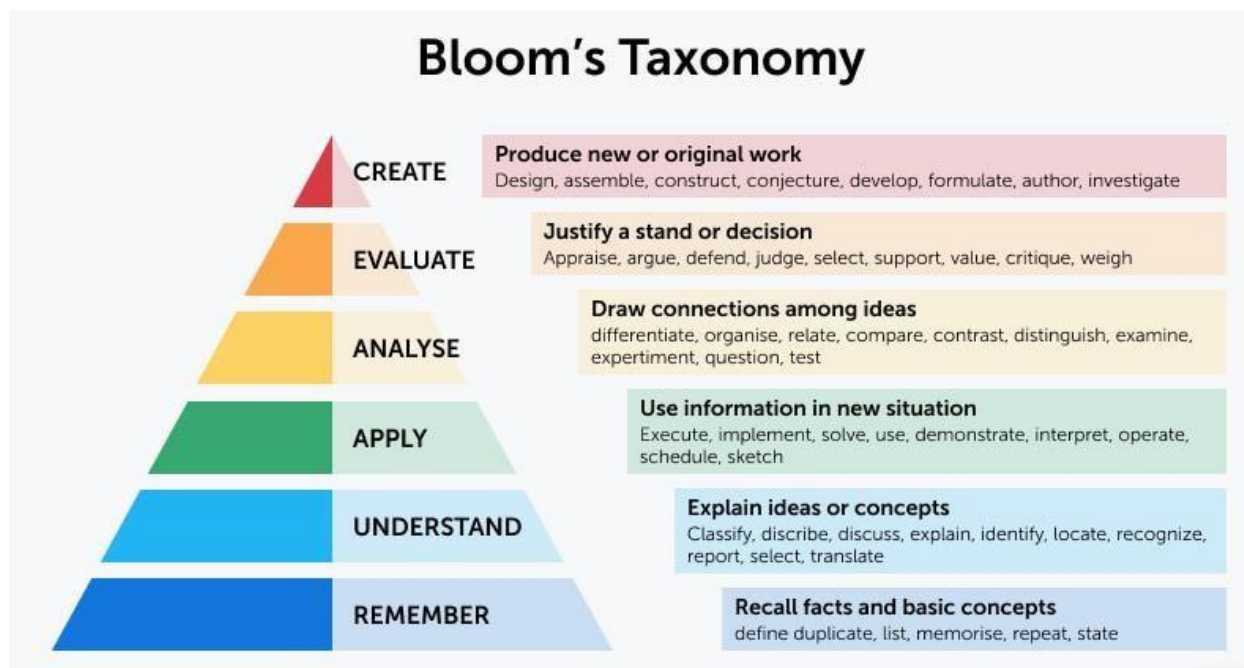 Bloom's Taxonomy
CREATE
Produce new or original work
Design, assemble, construct, conjecture, develop, formulate, author, investigate
EVALUATE
Justify a stand or decision
Appraise, argue, defend, judge, select, support, value, critique, weigh
ANALYSE
Draw connections among ideas
differentiate, organise, relate, compare, contrast, distinguish, examine,
expertiment, question, test
APPLY
Use information in new situation
Execute, implement, solve, use, demonstrate, interpret, operate,
schedule, sketch
UNDERSTAND
Explain ideas or concepts
Classify, discribe, discuss, explain, identify, locate, recognize,
report, select, translate
REMEMBER
Recall facts and basic concepts
define duplicate, list, memorise, repeat, state